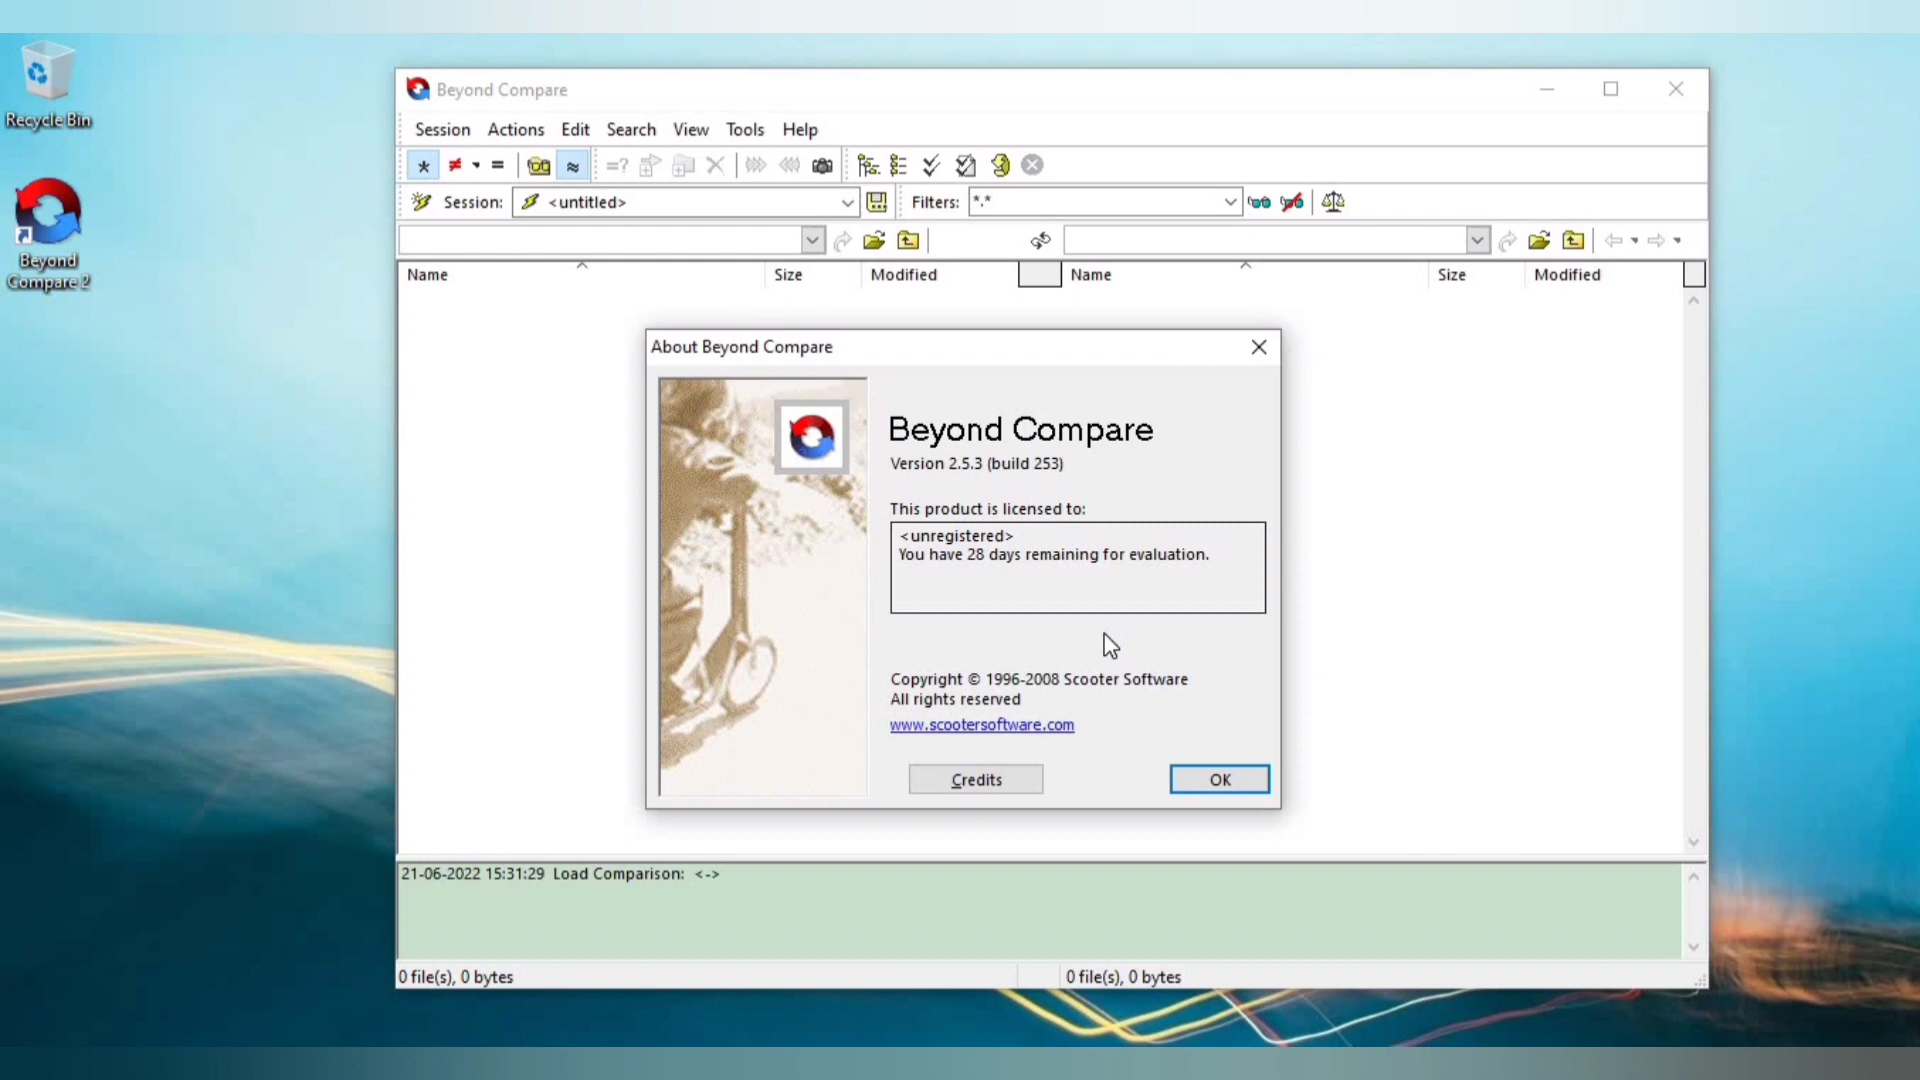 Recycle Bin
Beyond
Compare 2
Beyond Compare
Session Actions Edit Search View Tools Help
Session: <untitled> Filters: *.*
Name Size Modified Name Size Modified
About Beyond Compare
Beyond Compare
Version 2.5.3 (build 253)
This product is licensed to:
<unregistered>
You have 28 days remaining for evaluation.
Copyright © 1996-2008 Scooter Software
All rights reserved
www.scootersoftware.com
Credits OK
21-06-2022 15:31:29 Load Comparison: <->
0 file(s), 0 bytes 0 file(s), 0 bytes